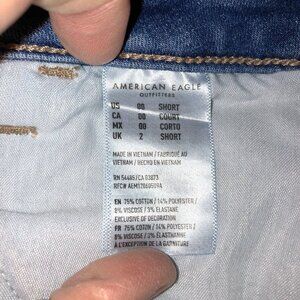 AMERICAN EAGLE
OUTFITTERS
US 00 SHORT
CA 00 COURT
MX 00 CORTO
UK 2 SHORT
MADE IN VIETNAM / FABRIQUÉ AU
VIETNAM / HECHO EN VIETNAM
RN 54485/CA 03873
EN 75% COTTON / 14% POLYESTER /
8% VISCOSE / 3% ELASTANE
EXCLUSIVE OF DECORATION
FR 75% COTON / 14% POLYESTER /
8% VISCOSE / 3% ÉLASTHANNE
À L'EXCEPTION DE LA GARNITURE